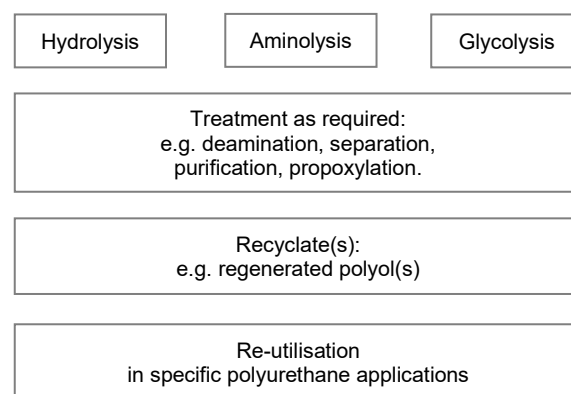 Hydrolysis
Aminolysis
Glycolysis
Treatment as required:
e.g. deamination, separation,
purification, propoxylation.
Recyclate(s):
e.g. regenerated polyol(s)
Re-utilisation
in specific polyurethane applications